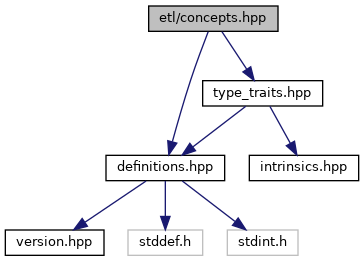 etl/concepts.hpp
type_traits.hpp
definitions.hpp
intrinsics.hpp
version.hpp
stddef.h
stdint.h